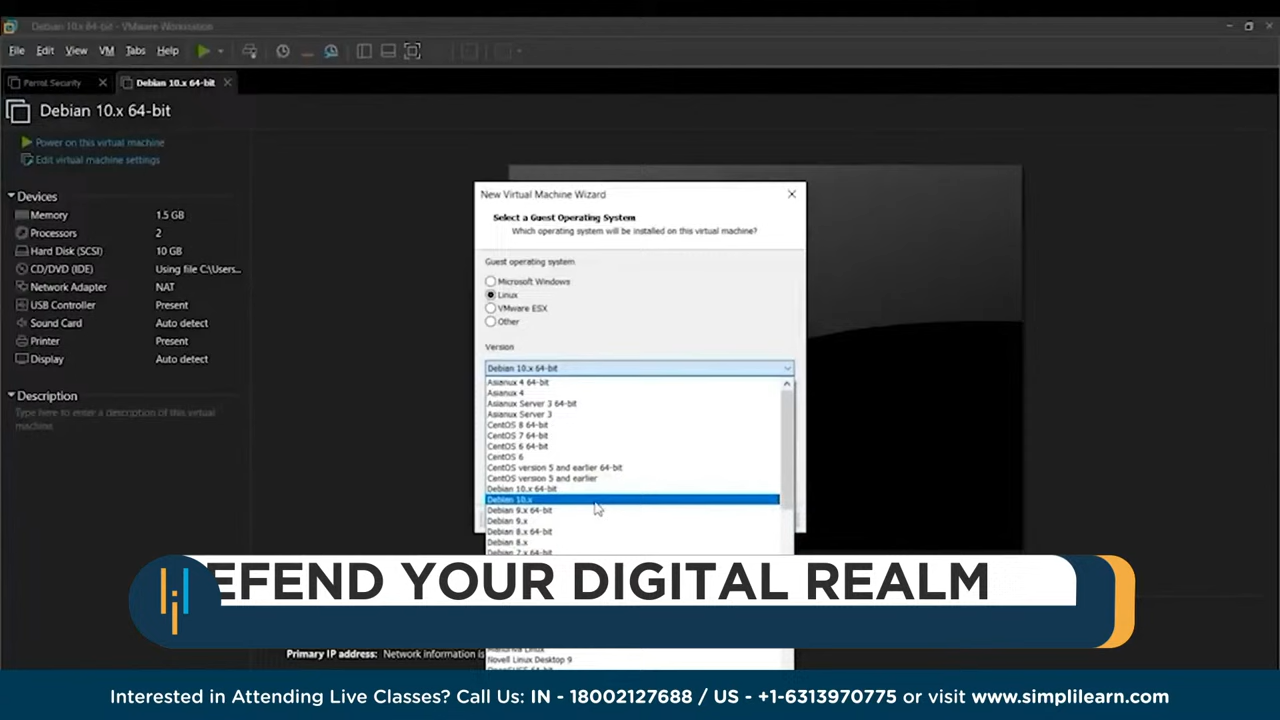 Debian 10.x 64-bit - VMware Workstation
File Edit View VM Tabs Help
Parrot Security Debian 10.x 64-bit
Debian 10.x 64-bit
Power on this virtual machine
Edit virtual machine settings
Devices
Memory 1.5 GB
Processors 2
Hard Disk (SCSI) 10 GB
CD/DVD (IDE) Using file C:\Users...
Network Adapter NAT
USB Controller Present
Sound Card Auto detect
Printer Present
Display Auto detect
Description
Type here to enter a description of this virtual
machine.
New Virtual Machine Wizard
Select a Guest Operating System
Which operating system will be installed on this virtual machine?
Guest operating system
Microsoft Windows
Linux
VMware ESX
Other
Version
Debian 10.x 64-bit
Asianux 4 64-bit
Asianux 4
Asianux Server 3 64-bit
Asianux Server 3
CentOS 8 64-bit
CentOS 7 64-bit
CentOS 6 64-bit
CentOS 6
CentOS version 5 and earlier 64-bit
CentOS version 5 and earlier
Debian 10.x 64-bit
Debian 10.x
Debian 9.x 64-bit
Debian 9.x
Debian 8.x 64-bit
Debian 8.x
Debian 7.x 64-bit
EFEND YOUR DIGITAL REALM
Primary IP address: Network information is
Mandriva Linux
Novell Linux Desktop 9
Interested in Attending Live Classes? Call Us: IN - 18002127688 / US - +1-6313970775 or visit www.simplilearn.com